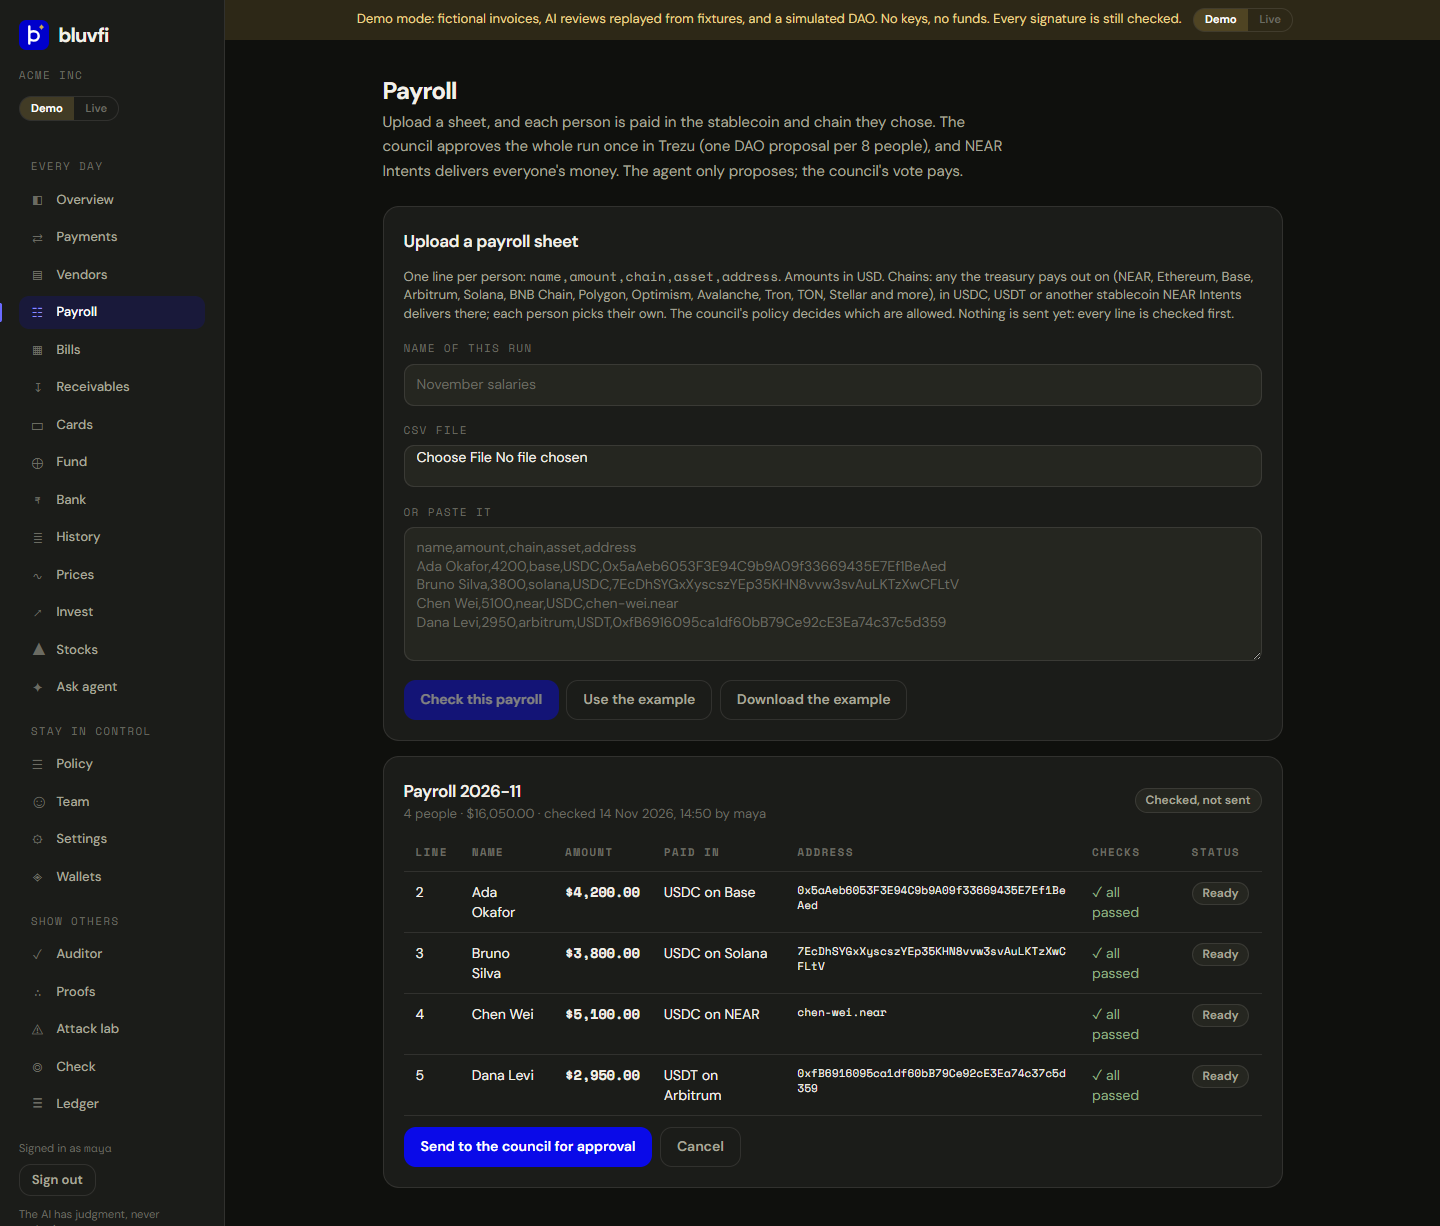 bluvfi
ACME INC
Demo Live
EVERY DAY
Overview
Payments
Vendors
Payroll
Bills
Receivables
Cards
Fund
Bank
History
Prices
Invest
Stocks
Ask agent
STAY IN CONTROL
Policy
Team
Settings
Wallets
SHOW OTHERS
Auditor
Proofs
Attack lab
Check
Ledger
Signed in as maya
Sign out
The AI has judgment, never
Demo mode: fictional invoices, AI reviews replayed from fixtures, and a simulated DAO. No keys, no funds. Every signature is still checked. Demo Live
Payroll
Upload a sheet, and each person is paid in the stablecoin and chain they chose. The
council approves the whole run once in Trezu (one DAO proposal per 8 people), and NEAR
Intents delivers everyone's money. The agent only proposes; the council's vote pays.
Upload a payroll sheet
One line per person: name,amount,chain,asset,address. Amounts in USD. Chains: any the treasury pays out on (NEAR, Ethereum, Base,
Arbitrum, Solana, BNB Chain, Polygon, Optimism, Avalanche, Tron, TON, Stellar and more), in USDC, USDT or another stablecoin NEAR Intents
delivers there; each person picks their own. The council's policy decides which are allowed. Nothing is sent yet: every line is checked first.
NAME OF THIS RUN
November salaries
CSV FILE
Choose File No file chosen
OR PASTE IT
name,amount,chain,asset,address
Ada Okafor,4200,base,USDC,0x5aAeb6053F3E94C9b9A09f33669435E7Ef1BeAed
Bruno Silva,3800,solana,USDC,7EcDhSYGxXyscszYEp35KHN8vvw3svAuLKTzXwCFLtV
Chen Wei,5100,near,USDC,chen-wei.near
Dana Levi,2950,arbitrum,USDT,0xfB6916095ca1df60bB79Ce92cE3Ea74c37c5d359
Check this payroll Use the example Download the example
Payroll 2026-11
4 people · $16,050.00 · checked 14 Nov 2026, 14:50 by maya
Checked, not sent
LINE NAME AMOUNT PAID IN ADDRESS CHECKS STATUS
2 Ada Okafor $4,200.00 USDC on Base 0x5aAeb6053F3E94C9b9A09f33669435E7Ef1BeAed ✓ all passed Ready
3 Bruno Silva $3,800.00 USDC on Solana 7EcDhSYGxXyscszYEp35KHN8vvw3svAuLKTzXwCFLtV ✓ all passed Ready
4 Chen Wei $5,100.00 USDC on NEAR chen-wei.near ✓ all passed Ready
5 Dana Levi $2,950.00 USDT on Arbitrum 0xfB6916095ca1df60bB79Ce92cE3Ea74c37c5d359 ✓ all passed Ready
Send to the council for approval Cancel